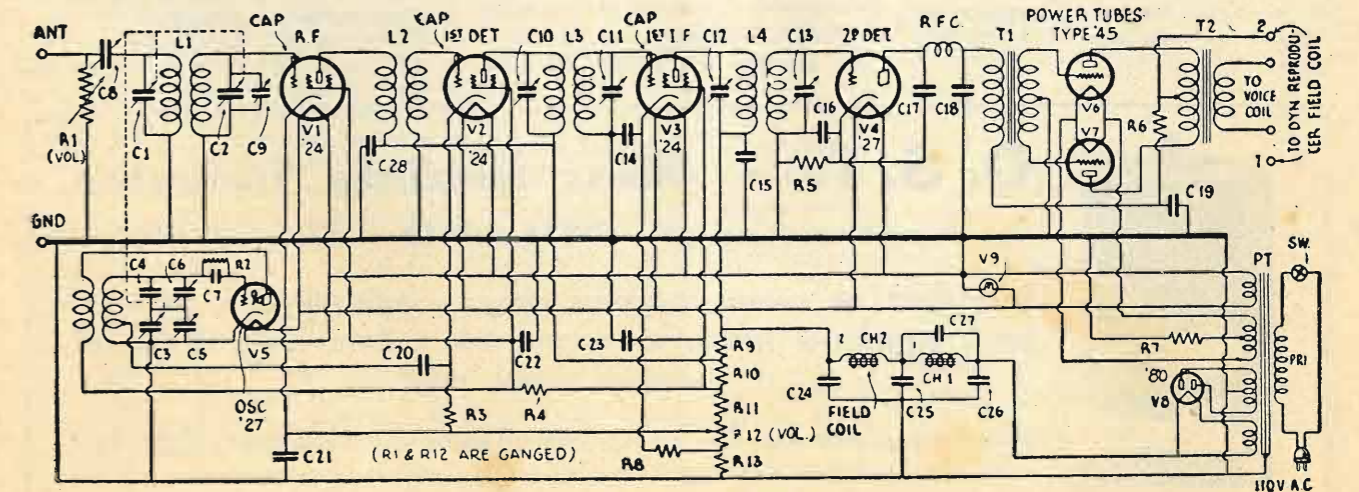 ANT
CAP
RF
CAP
1ST DET
CAP
1ST IF
R F C.
POWER TUBES
TYPE '45
L1
L2
C10
L3
C11
C12
L4
C13
2D DET
T1
T2
2
C8
R1
(VOL.)
C1
C2
C9
V1
'24
C28
V2
'24
C14
V3
'24
C15
C16
R5
V4
'27
C17
C18
V6
V7
R6
TO
VOICE
COIL
1
TO DYN REPRODU-
CER FIELD COIL
C19
GND
C4
C6
R2
C7
C3
C5
V5
OSC
'27
C20
C22
C23
R9
R10
R11
R12 (VOL.)
R13
R3
R4
R8
C21
(R1 & R12 ARE GANGED)
V9
2
CH2
1
C27
CH1
C24
FIELD
COIL
C25
C26
R7
'80
V8
PT
PRI
SW.
110V A.C